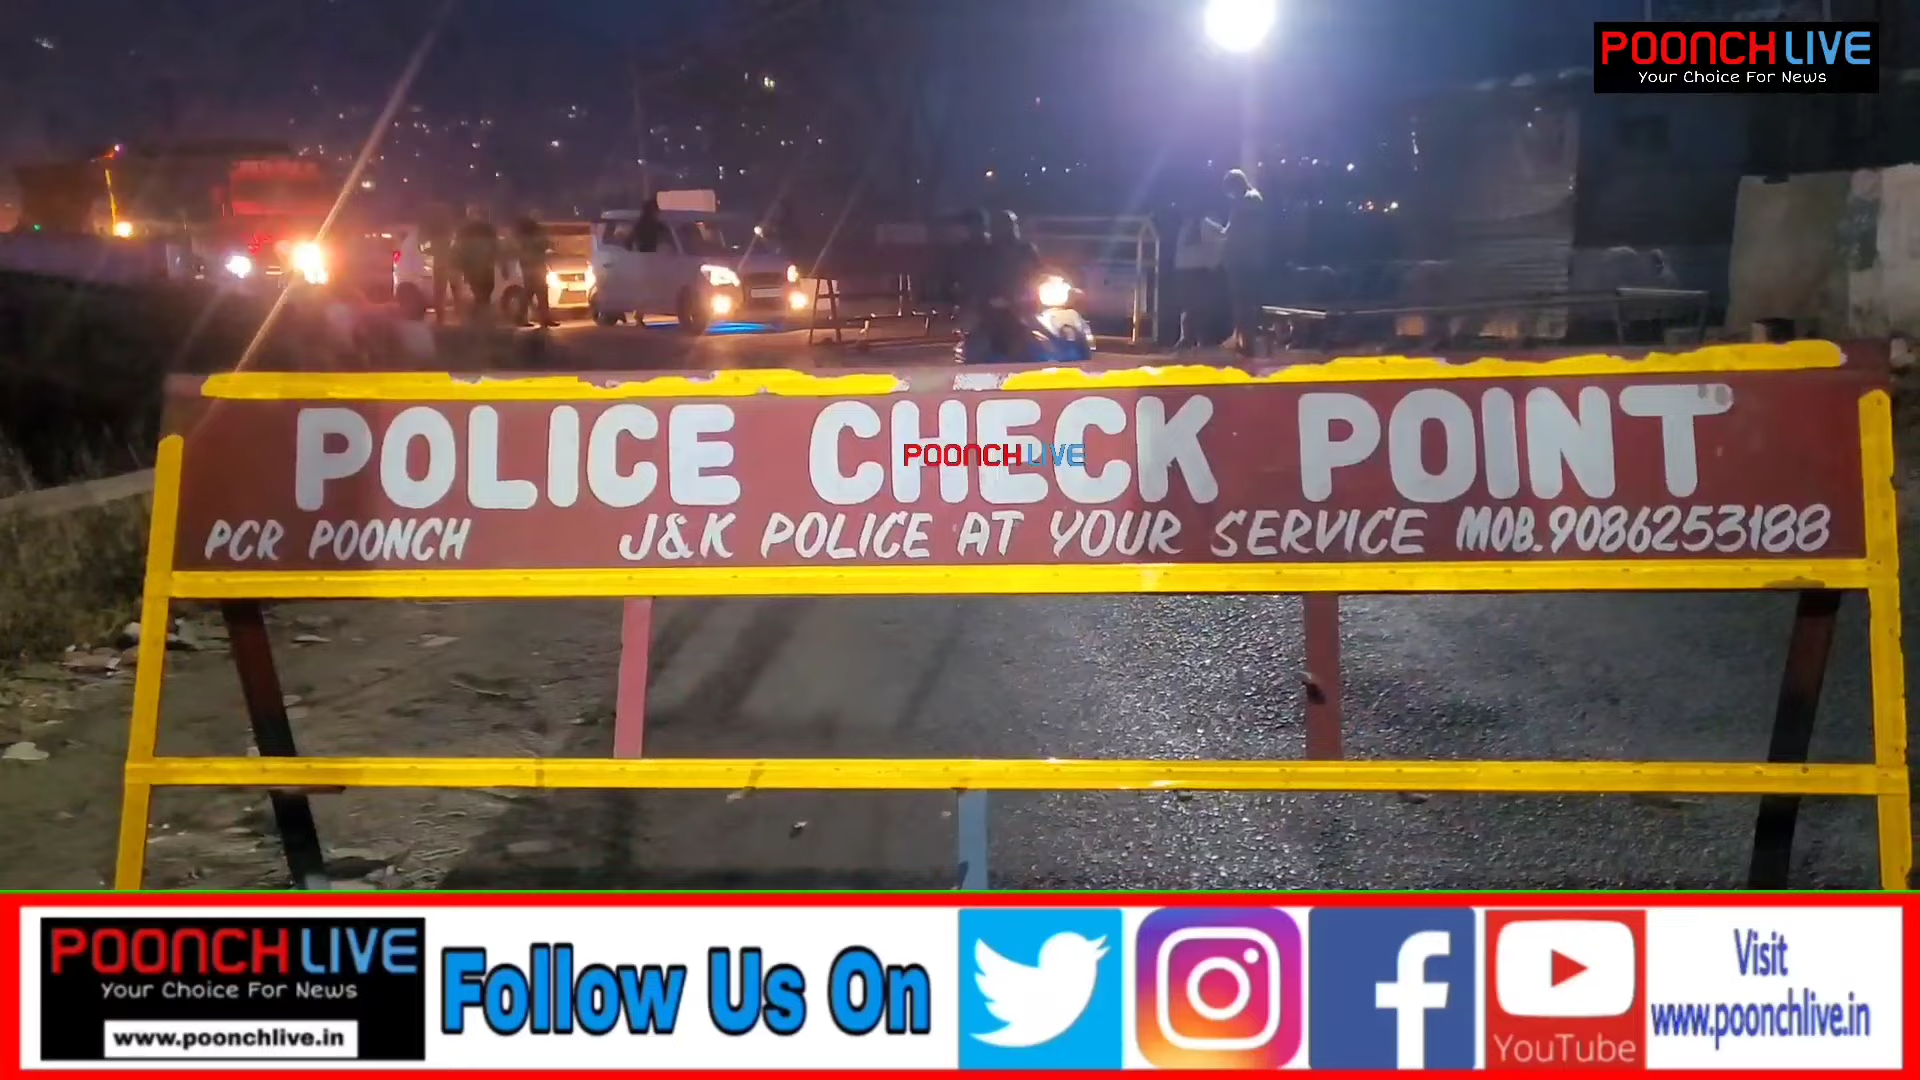 POONCH LIVE
Your Choice For News
POLICE CHECK POINT
POONCH LIVE
PCR POONCH J&K POLICE AT YOUR SERVICE MOB.9086253188
POONCH LIVE
Your Choice For News
www.poonchlive.in
Follow Us On
YouTube
Visit
www.poonchlive.in